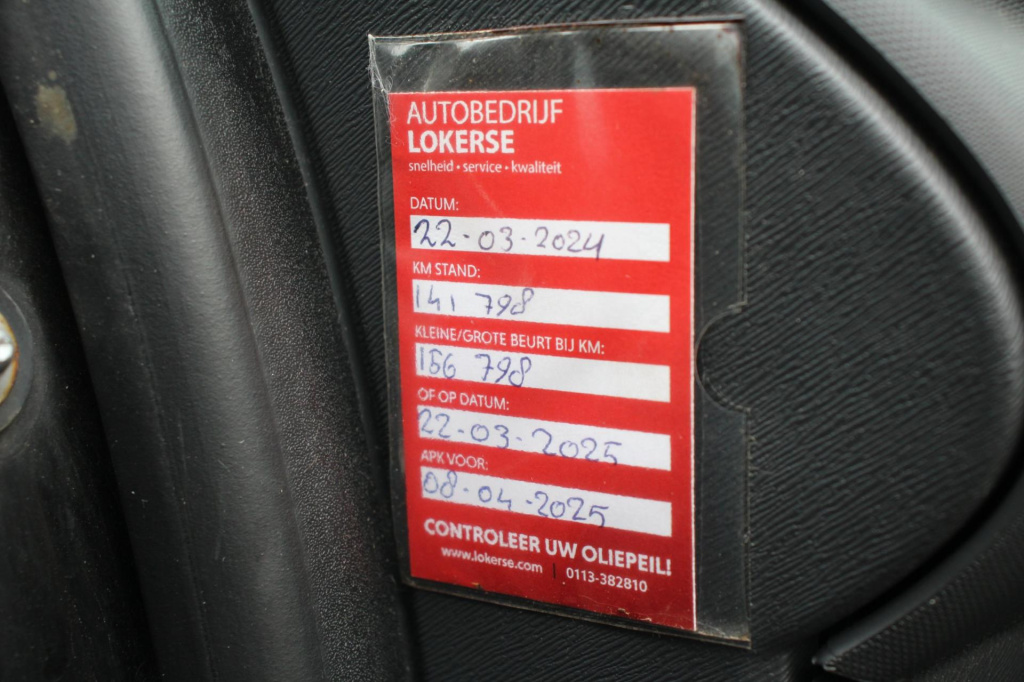 AUTOBEDRIJF
LOKERSE
snelheid • service • kwaliteit
DATUM:
22-03-2024
KM STAND:
141 798
KLEINE/GROTE BEURT BIJ KM:
156 798
OF OP DATUM:
22-03-2025
APK VOOR:
08-04-2025
CONTROLEER UW OLIEPEIL!
www.lokerse.com | 0113-382810